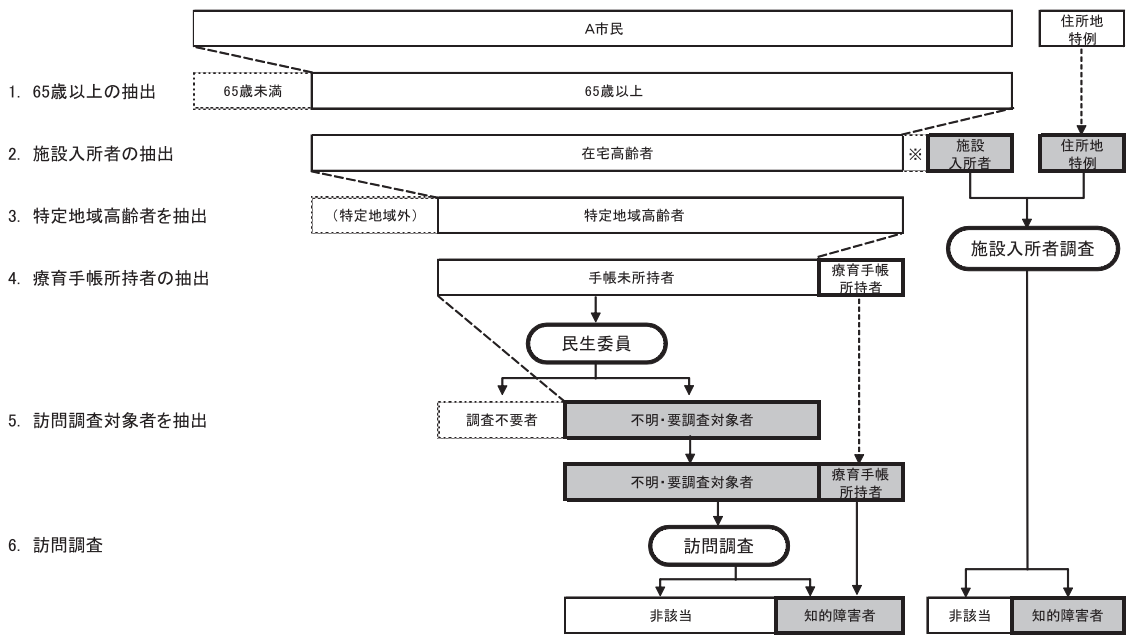 A市民
住所地
特例
1. 65歳以上の抽出
65歳未満
65歳以上
2. 施設入所者の抽出
在宅高齢者
※
施設
入所者
住所地
特例
3. 特定地域高齢者を抽出
（特定地域外）
特定地域高齢者
施設入所者調査
4. 療育手帳所持者の抽出
手帳未所持者
療育手帳
所持者
民生委員
5. 訪問調査対象者を抽出
調査不要者
不明・要調査対象者
不明・要調査対象者
療育手帳
所持者
6. 訪問調査
訪問調査
非該当
知的障害者
非該当
知的障害者